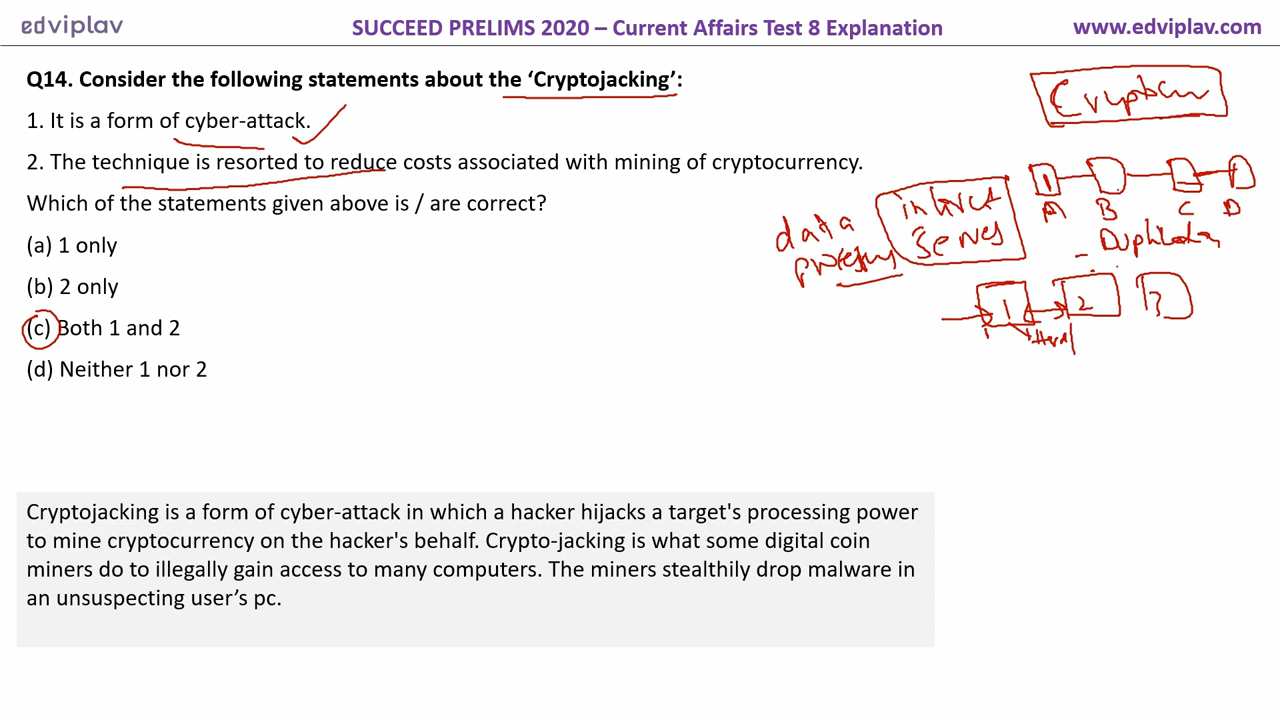 edviplav
SUCCEED PRELIMS 2020 – Current Affairs Test 8 Explanation
www.edviplav.com
Q14. Consider the following statements about the ‘Cryptojacking’:
1. It is a form of cyber-attack.
2. The technique is resorted to reduce costs associated with mining of cryptocurrency.
Which of the statements given above is / are correct?
(a) 1 only
(b) 2 only
(c) Both 1 and 2
(d) Neither 1 nor 2
1
A B C D
data
1 2 3
Cryptojacking is a form of cyber-attack in which a hacker hijacks a target's processing power
to mine cryptocurrency on the hacker's behalf. Crypto-jacking is what some digital coin
miners do to illegally gain access to many computers. The miners stealthily drop malware in
an unsuspecting user’s pc.